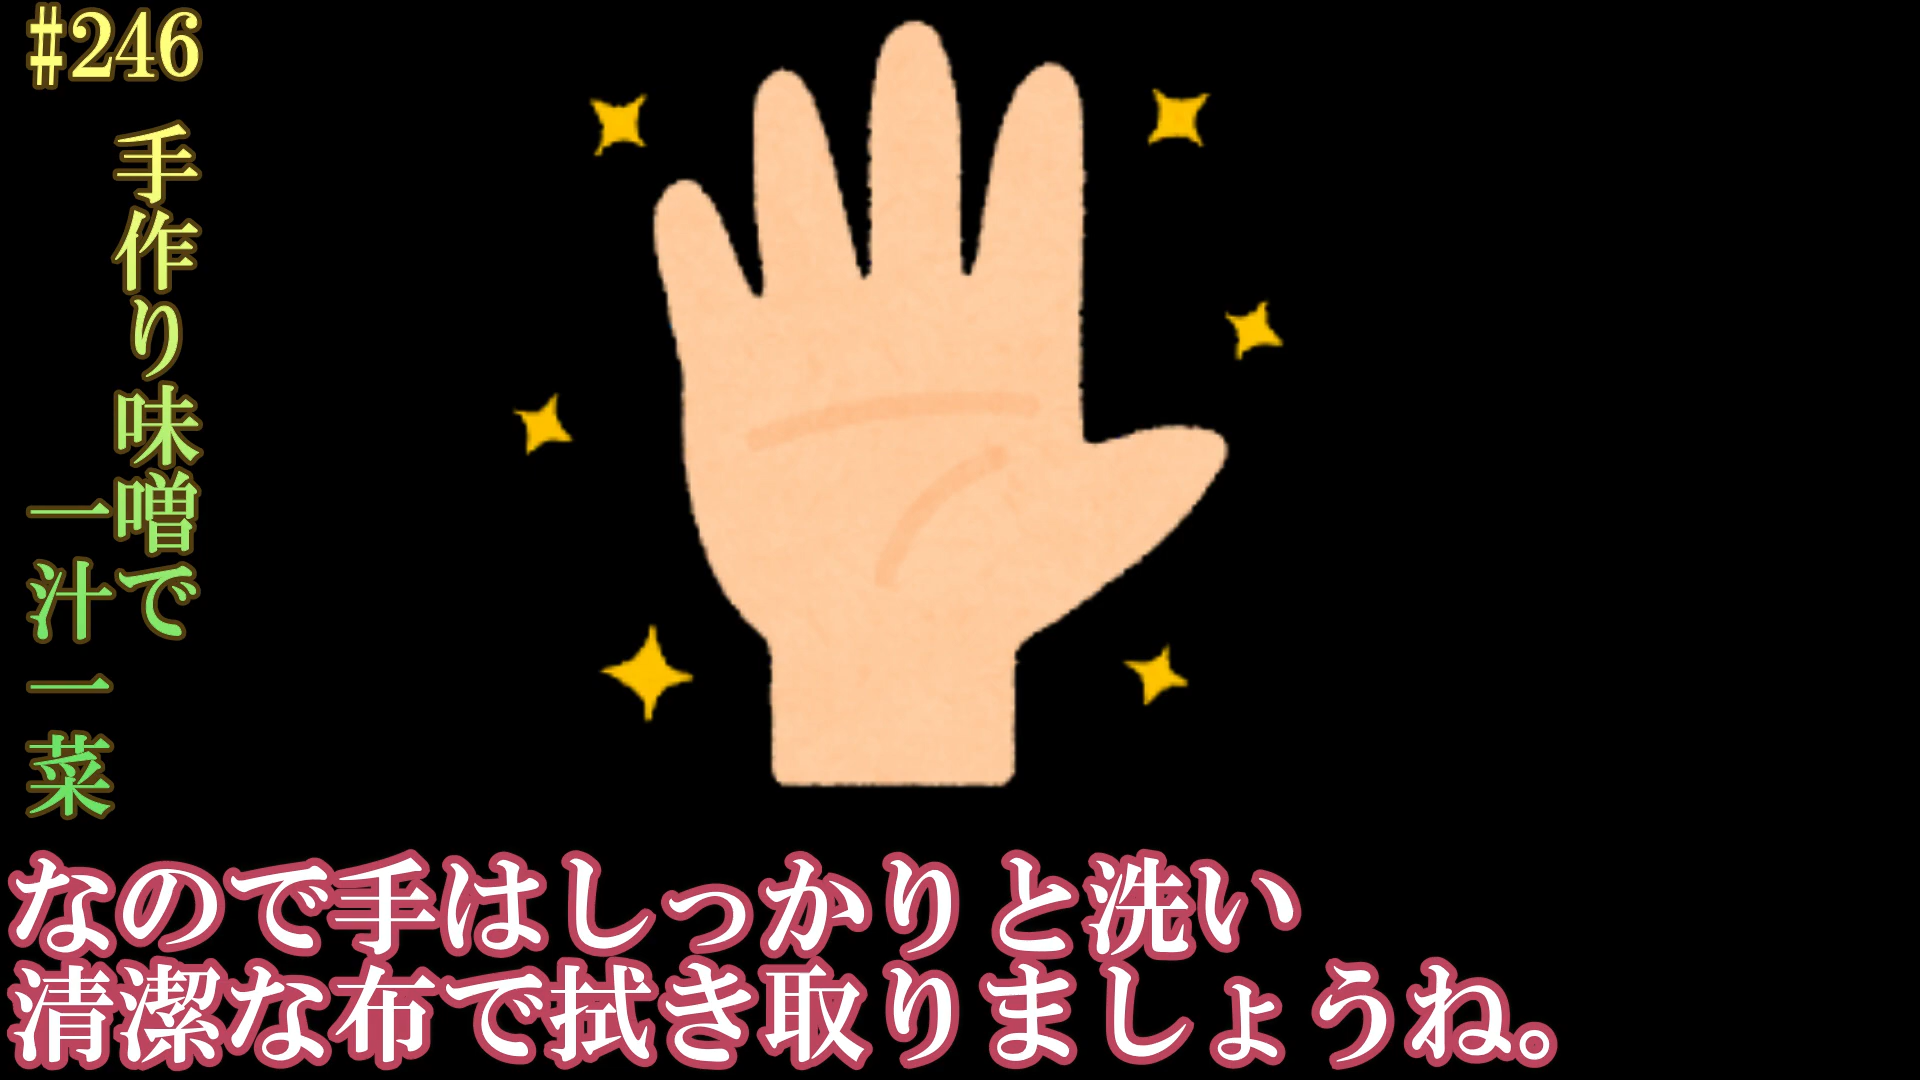 #246
手作り味噌で
一汁一菜
なので手はしっかりと洗い
清潔な布で拭き取りましょうね。